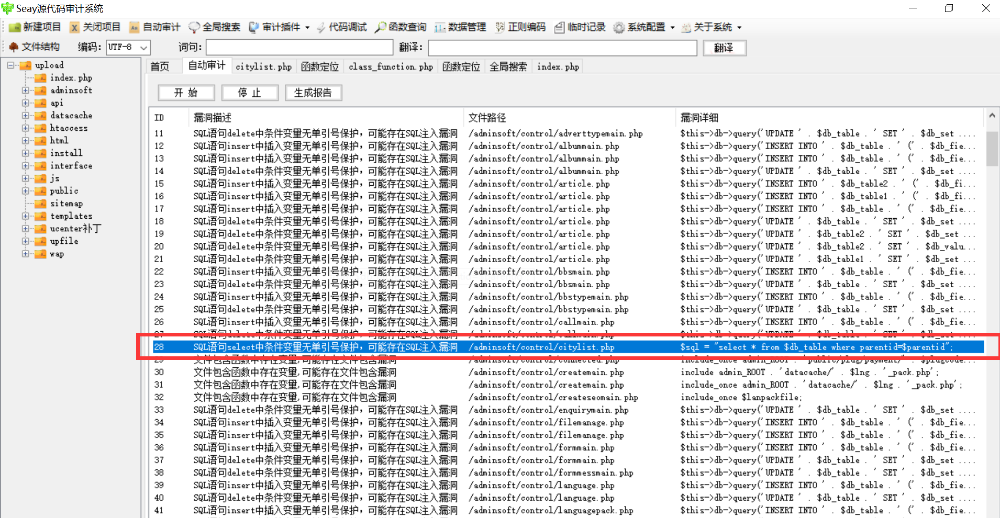 Seay源代码审计系统
新建项目 关闭项目 自动审计 全局搜索 审计插件 代码调试 函数查询 数据管理 正则编码 临时记录 系统配置 关于系统
文件结构 编码: UTF-8 词句: 翻译: 翻译
首页 自动审计 citylist.php 函数定位 class_function.php 函数定位 全局搜索 index.php
upload
index.php
adminsoft
api
datacache
htaccess
html
install
interface
js
public
sitemap
templates
ucenter补丁
upfile
wap
开 始 停 止 生成报告
ID 漏洞描述 文件路径 漏洞详细
11 SQL语句delete中条件变量无单引号保护，可能存在SQL注入漏洞 /adminsoft/control/adverttypemain.php $this->db->query('UPDATE ' . $db_table . ' SET ' . $db_set ....
12 SQL语句insert中插入变量无单引号保护，可能存在SQL注入漏洞 /adminsoft/control/albummain.php $this->db->query('INSERT INTO ' . $db_table . ' (' . $db_fie...
13 SQL语句insert中插入变量无单引号保护，可能存在SQL注入漏洞 /adminsoft/control/albummain.php $this->db->query('INSERT INTO ' . $db_table . ' (' . $db_fie...
14 SQL语句delete中条件变量无单引号保护，可能存在SQL注入漏洞 /adminsoft/control/albummain.php $this->db->query('UPDATE ' . $db_table . ' SET ' . $db_set ....
15 SQL语句insert中插入变量无单引号保护，可能存在SQL注入漏洞 /adminsoft/control/article.php $this->db->query('INSERT INTO ' . $db_table2 . ' (' . $db_fi...
16 SQL语句insert中插入变量无单引号保护，可能存在SQL注入漏洞 /adminsoft/control/article.php $this->db->query('INSERT INTO ' . $db_table1 . ' (' . $db_fi...
17 SQL语句insert中插入变量无单引号保护，可能存在SQL注入漏洞 /adminsoft/control/article.php $this->db->query('INSERT INTO ' . $db_table . ' (' . $db_fie...
18 SQL语句delete中条件变量无单引号保护，可能存在SQL注入漏洞 /adminsoft/control/article.php $this->db->query('UPDATE ' . $db_table . ' SET ' . $db_set ....
19 SQL语句delete中条件变量无单引号保护，可能存在SQL注入漏洞 /adminsoft/control/article.php $this->db->query('UPDATE ' . $db_table2 . ' SET ' . $db_set ...
20 SQL语句delete中条件变量无单引号保护，可能存在SQL注入漏洞 /adminsoft/control/article.php $this->db->query('UPDATE ' . $db_table2 . ' SET ' . $db_valu...
21 SQL语句delete中条件变量无单引号保护，可能存在SQL注入漏洞 /adminsoft/control/article.php $this->db->query('UPDATE ' . $db_table1 . ' SET ' . $db_set ...
22 SQL语句insert中插入变量无单引号保护，可能存在SQL注入漏洞 /adminsoft/control/bbsmain.php $this->db->query('INSERT INTO ' . $db_table . ' (' . $db_fie...
23 SQL语句delete中条件变量无单引号保护，可能存在SQL注入漏洞 /adminsoft/control/bbsmain.php $this->db->query('UPDATE ' . $db_table . ' SET ' . $db_set ....
24 SQL语句insert中插入变量无单引号保护，可能存在SQL注入漏洞 /adminsoft/control/bbstypemain.php $this->db->query('INSERT INTO ' . $db_table . ' (' . $db_fie...
25 SQL语句delete中条件变量无单引号保护，可能存在SQL注入漏洞 /adminsoft/control/bbstypemain.php $this->db->query('UPDATE ' . $db_table . ' SET ' . $db_set ....
26 SQL语句insert中插入变量无单引号保护，可能存在SQL注入漏洞 /adminsoft/control/callmain.php $this->db->query('INSERT INTO ' . $db_table . ' (' . $db_fie...
27 SQL语句delete中条件变量无单引号保护，可能存在SQL注入漏洞 /adminsoft/control/callmain.php $this->db->query('UPDATE ' . $db_table . ' SET ' . $db_set ....
28 SQL语句select中条件变量无单引号保护，可能存在SQL注入漏洞 /adminsoft/control/citylist.php $sql = "select * from $db_table where parentid=$parentid";
29 文件包含函数中存在变量,可能存在文件包含漏洞 /adminsoft/control/connected.php include_once admin_ROOT . 'public/plug/payment/' . $plugcode...
30 文件包含函数中存在变量,可能存在文件包含漏洞 /adminsoft/control/createmain.php include admin_ROOT . 'datacache/' . $lng . '_pack.php';
31 文件包含函数中存在变量,可能存在文件包含漏洞 /adminsoft/control/createmain.php include_once admin_ROOT . 'datacache/' . $lng . '_pack.php';
32 文件包含函数中存在变量,可能存在文件包含漏洞 /adminsoft/control/createseomain.php include_once $lanpackfile;
33 SQL语句delete中条件变量无单引号保护，可能存在SQL注入漏洞 /adminsoft/control/enquirymain.php $this->db->query('UPDATE ' . $db_table . ' SET ' . $db_set ....
34 SQL语句insert中插入变量无单引号保护，可能存在SQL注入漏洞 /adminsoft/control/filemanage.php $this->db->query('INSERT INTO ' . $db_table . ' (' . $db_fie...
35 SQL语句insert中插入变量无单引号保护，可能存在SQL注入漏洞 /adminsoft/control/filemanage.php $this->db->query('INSERT INTO ' . $db_table . ' (' . $db_fie...
36 SQL语句insert中插入变量无单引号保护，可能存在SQL注入漏洞 /adminsoft/control/formmain.php $this->db->query('INSERT INTO ' . $db_table . ' (' . $db_fie...
37 SQL语句delete中条件变量无单引号保护，可能存在SQL注入漏洞 /adminsoft/control/formmain.php $this->db->query('UPDATE ' . $db_table . ' SET ' . $db_set ....
38 SQL语句delete中条件变量无单引号保护，可能存在SQL注入漏洞 /adminsoft/control/formmessmain.php $this->db->query('UPDATE ' . $db_table . ' SET ' . $db_set ....
39 SQL语句insert中插入变量无单引号保护，可能存在SQL注入漏洞 /adminsoft/control/language.php $this->db->query('INSERT INTO ' . $db_table . ' (' . $db_fie...
40 SQL语句delete中条件变量无单引号保护，可能存在SQL注入漏洞 /adminsoft/control/language.php $this->db->query('UPDATE ' . $db_table . ' SET ' . $db_set ....
41 SQL语句insert中插入变量无单引号保护，可能存在SQL注入漏洞 /adminsoft/control/languagepack.php $this->db->query('INSERT INTO ' . $db_table . ' (' . $db_fie...